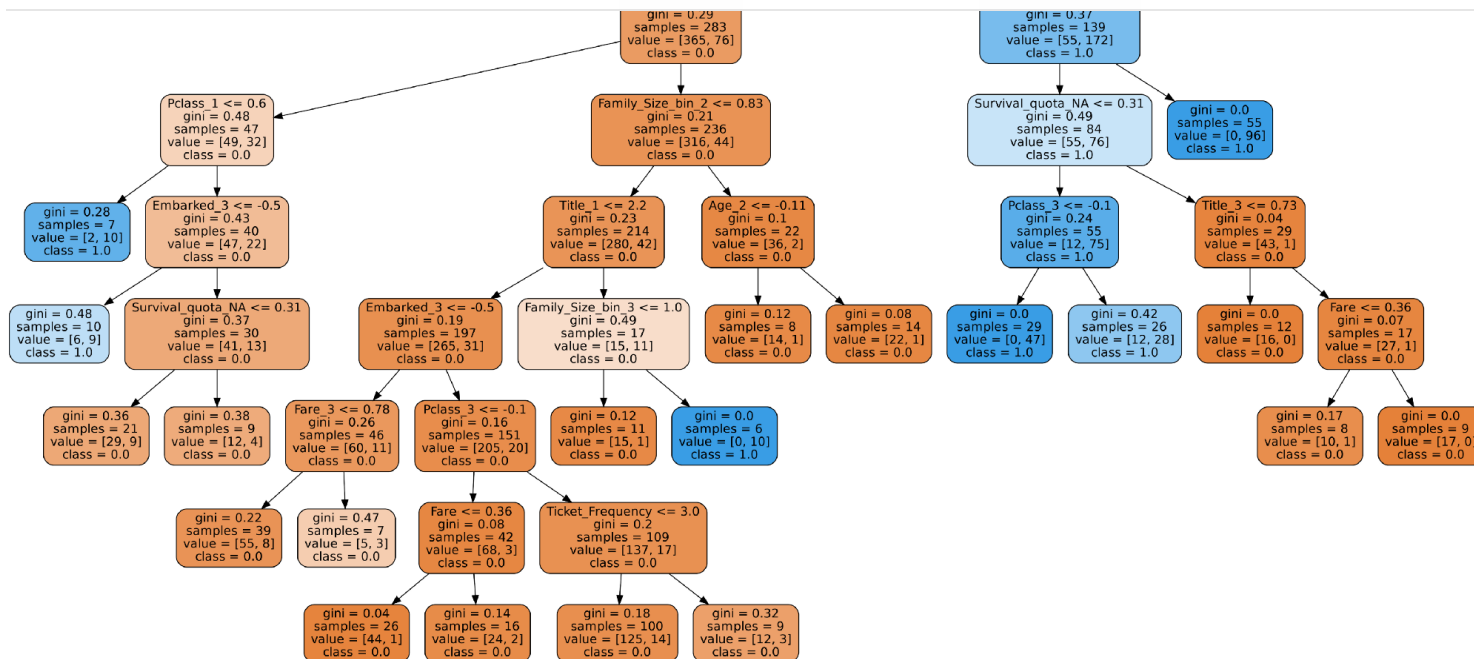 gini = 0.29
samples = 283
value = [365, 76]
class = 0.0
gini = 0.37
samples = 139
value = [55, 172]
class = 1.0
Pclass_1 <= 0.6
gini = 0.48
samples = 47
value = [49, 32]
class = 0.0
Family_Size_bin_2 <= 0.83
gini = 0.21
samples = 236
value = [316, 44]
class = 0.0
Survival_quota_NA <= 0.31
gini = 0.49
samples = 84
value = [55, 76]
class = 1.0
gini = 0.0
samples = 55
value = [0, 96]
class = 1.0
gini = 0.28
samples = 7
value = [2, 10]
class = 1.0
Embarked_3 <= -0.5
gini = 0.43
samples = 40
value = [47, 22]
class = 0.0
Title_1 <= 2.2
gini = 0.23
samples = 214
value = [280, 42]
class = 0.0
Age_2 <= -0.11
gini = 0.1
samples = 22
value = [36, 2]
class = 0.0
Pclass_3 <= -0.1
gini = 0.24
samples = 55
value = [12, 75]
class = 1.0
Title_3 <= 0.73
gini = 0.04
samples = 29
value = [43, 1]
class = 0.0
gini = 0.48
samples = 10
value = [6, 9]
class = 1.0
Survival_quota_NA <= 0.31
gini = 0.37
samples = 30
value = [41, 13]
class = 0.0
Embarked_3 <= -0.5
gini = 0.19
samples = 197
value = [265, 31]
class = 0.0
Family_Size_bin_3 <= 1.0
gini = 0.49
samples = 17
value = [15, 11]
class = 0.0
gini = 0.12
samples = 8
value = [14, 1]
class = 0.0
gini = 0.08
samples = 14
value = [22, 1]
class = 0.0
gini = 0.0
samples = 29
value = [0, 47]
class = 1.0
gini = 0.42
samples = 26
value = [12, 28]
class = 1.0
gini = 0.0
samples = 12
value = [16, 0]
class = 0.0
Fare <= 0.36
gini = 0.07
samples = 17
value = [27, 1]
class = 0.0
gini = 0.36
samples = 21
value = [29, 9]
class = 0.0
gini = 0.38
samples = 9
value = [12, 4]
class = 0.0
Fare_3 <= 0.78
gini = 0.26
samples = 46
value = [60, 11]
class = 0.0
Pclass_3 <= -0.1
gini = 0.16
samples = 151
value = [205, 20]
class = 0.0
gini = 0.12
samples = 11
value = [15, 1]
class = 0.0
gini = 0.0
samples = 6
value = [0, 10]
class = 1.0
gini = 0.17
samples = 8
value = [10, 1]
class = 0.0
gini = 0.0
samples = 9
value = [17, 0]
class = 0.0
gini = 0.22
samples = 39
value = [55, 8]
class = 0.0
gini = 0.47
samples = 7
value = [5, 3]
class = 0.0
Fare <= 0.36
gini = 0.08
samples = 42
value = [68, 3]
class = 0.0
Ticket_Frequency <= 3.0
gini = 0.2
samples = 109
value = [137, 17]
class = 0.0
gini = 0.04
samples = 26
value = [44, 1]
class = 0.0
gini = 0.14
samples = 16
value = [24, 2]
class = 0.0
gini = 0.18
samples = 100
value = [125, 14]
class = 0.0
gini = 0.32
samples = 9
value = [12, 3]
class = 0.0